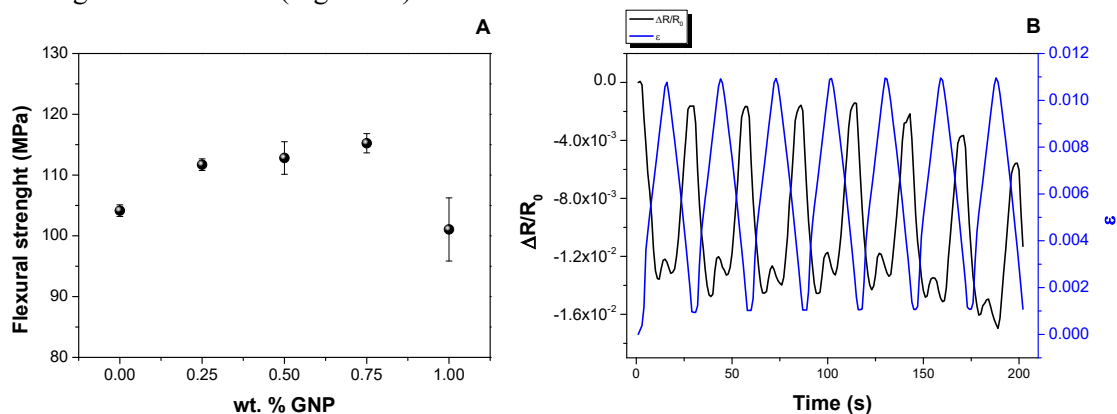 A
130
120
110
100
90
80
Flexural strenght (MPa)
0.00 0.25 0.50 0.75 1.00
wt. % GNP
B
ΔR/R₀
ε
0.0
-4.0x10⁻³
-8.0x10⁻³
-1.2x10⁻²
-1.6x10⁻²
ΔR/R₀
0.012
0.010
0.008
0.006
0.004
0.002
0.000
ε
0 50 100 150 200
Time (s)